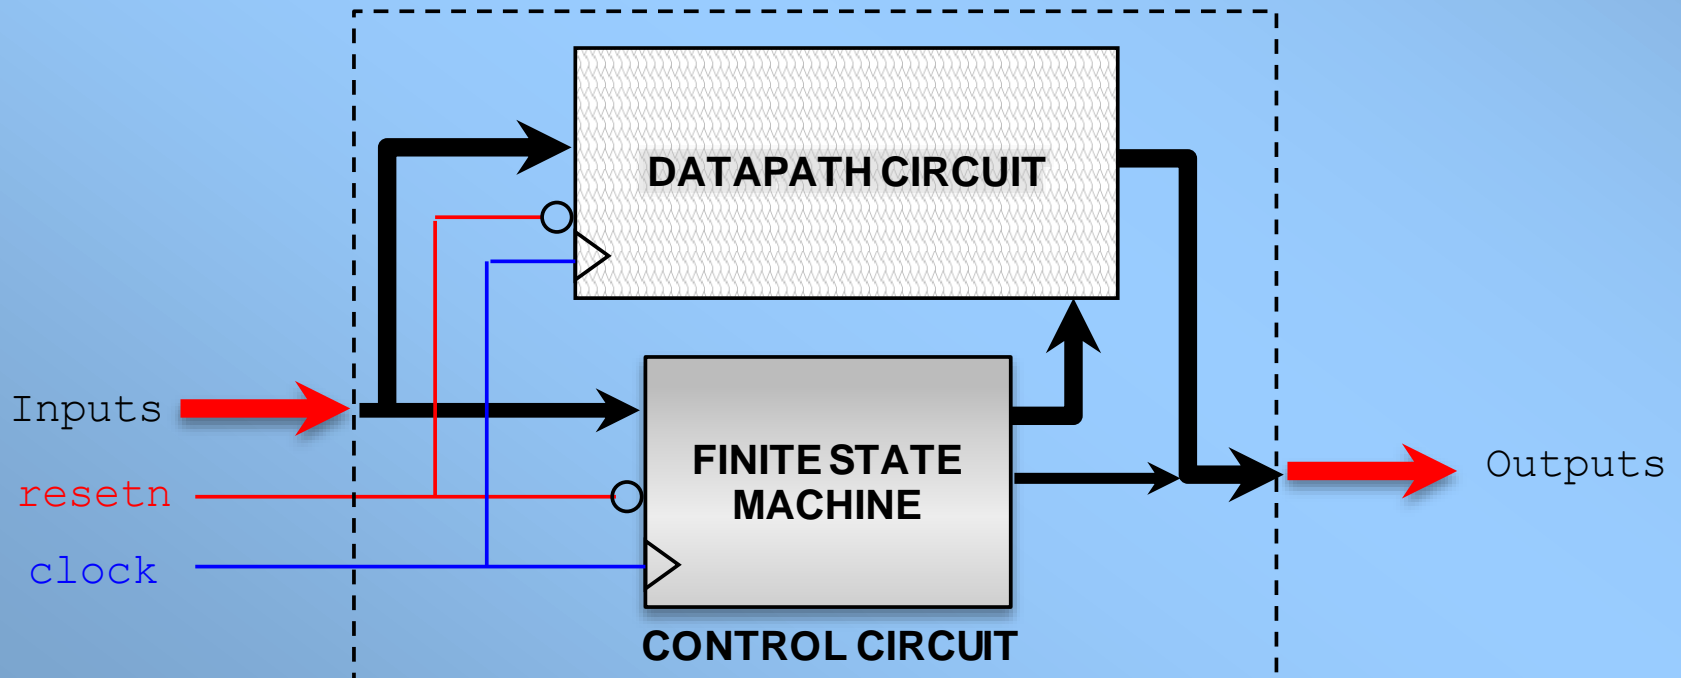 DATAPATH CIRCUIT
Inputs
FINITE STATE
MACHINE
Outputs
resetn
clock
CONTROL CIRCUIT